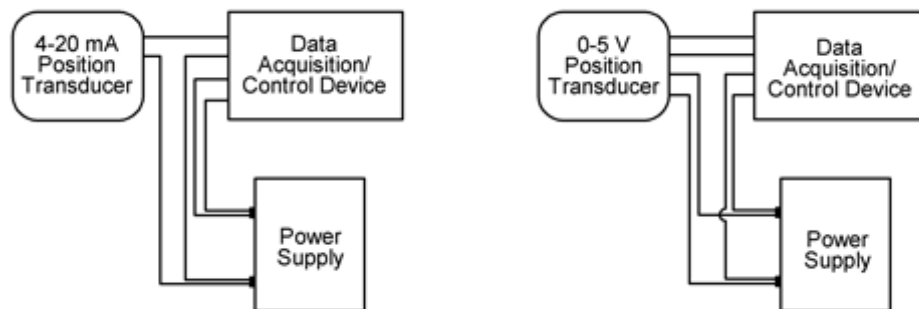 4-20 mA
Position
Transducer
Data
Acquisition/
Control Device
Power
Supply
0-5 V
Position
Transducer
Data
Acquisition/
Control Device
Power
Supply